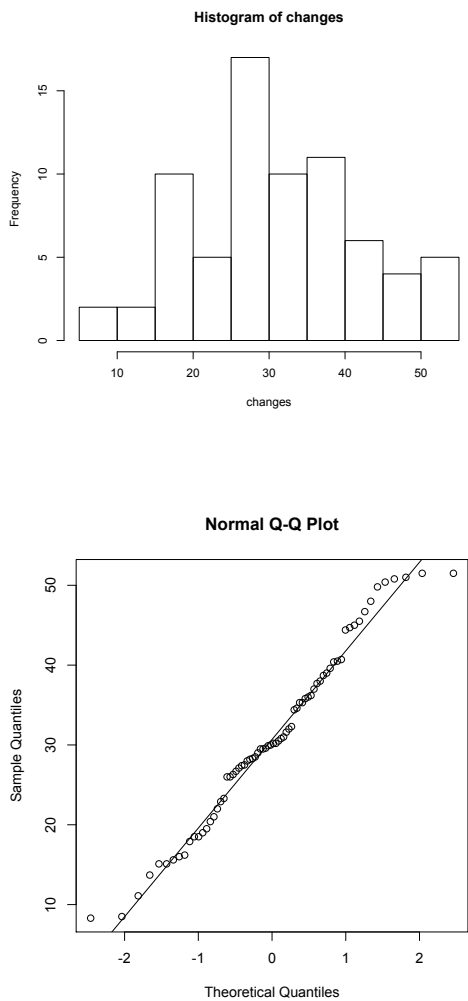 Histogram of changes
Frequency
15
10
5
0
10 20 30 40 50
changes
Normal Q-Q Plot
Sample Quantiles
50
40
30
20
10
-2 -1 0 1 2
Theoretical Quantiles